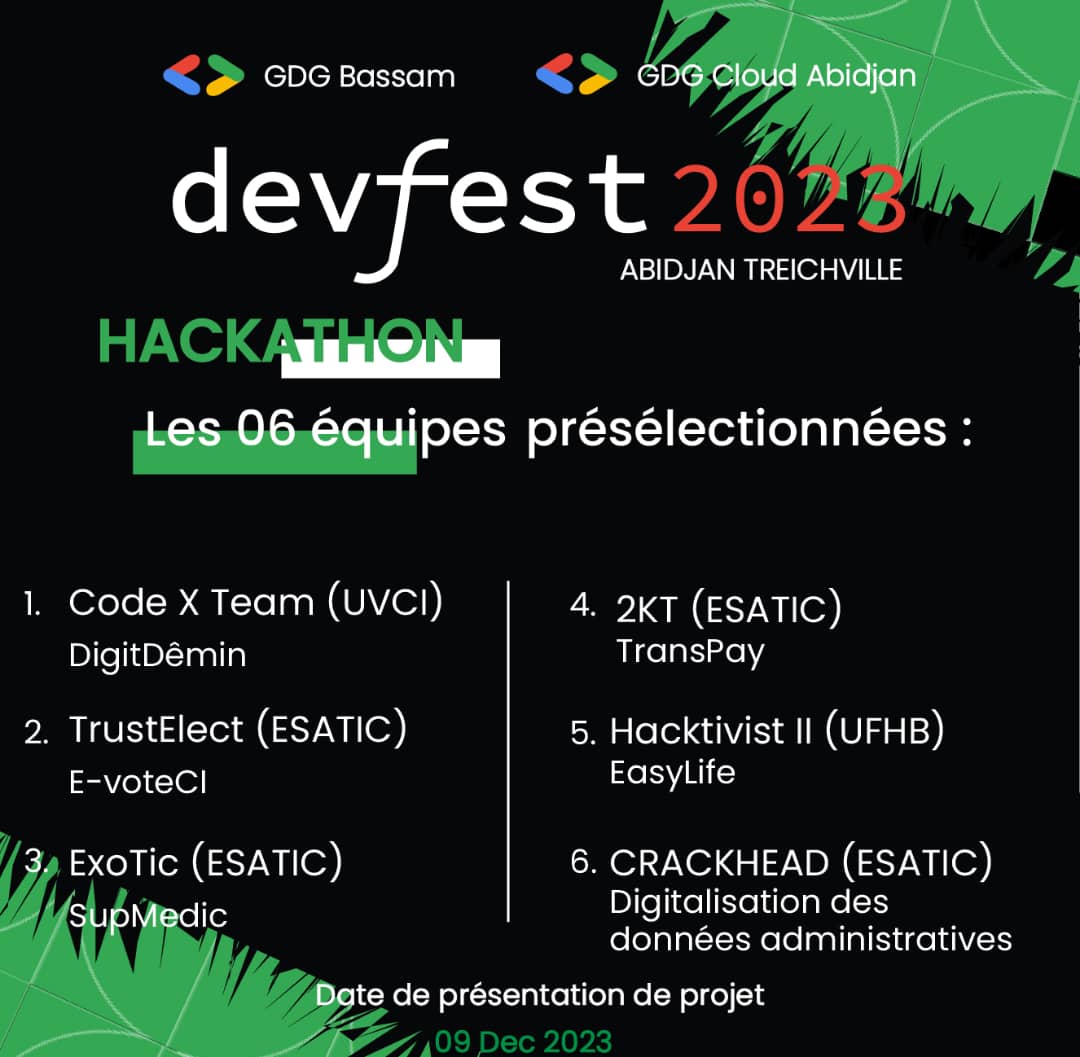 GDG Bassam
GDG Cloud Abidjan
devfest 2023
ABIDJAN TREICHVILLE
HACKATHON
Les 06 équipes présélectionnées :
1. Code X Team (UVCI)
DigitDêmin
2. TrustElect (ESATIC)
E-voteCI
3. ExoTic (ESATIC)
SupMedic
4. 2KT (ESATIC)
TransPay
5. Hacktivist II (UFHB)
EasyLife
6. CRACKHEAD (ESATIC)
Digitalisation des
données administratives
Date de présentation de projet
09 Dec 2023